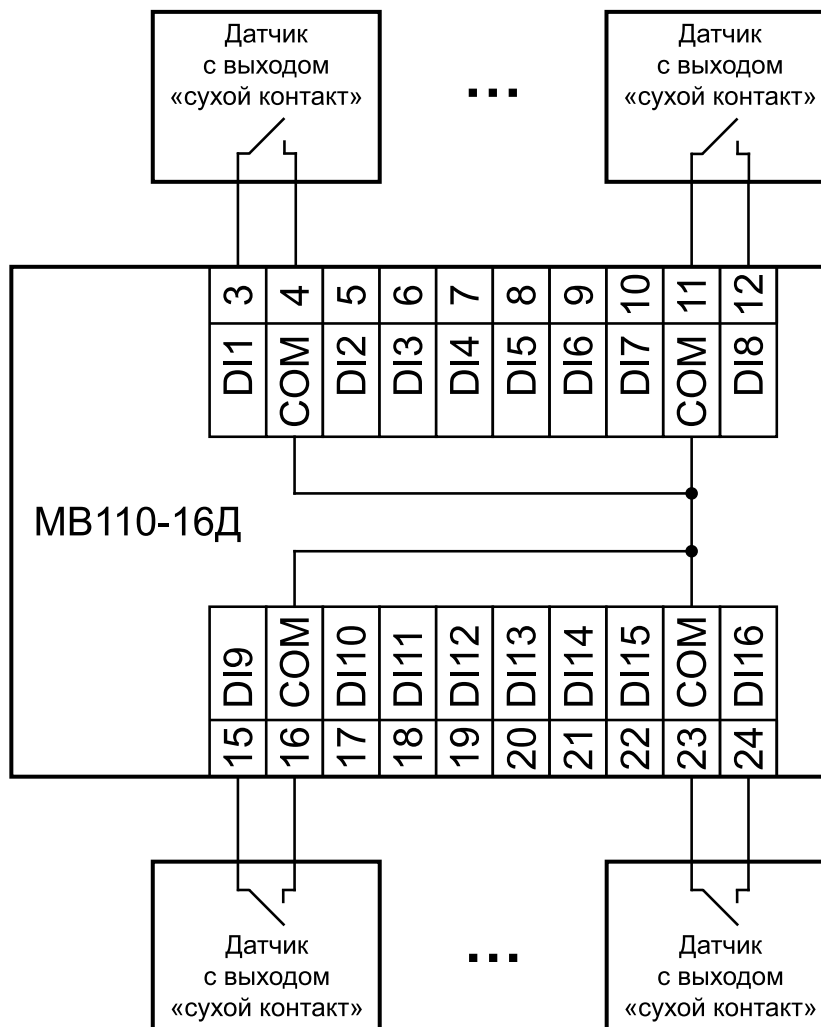 Датчик
с выходом
«сухой контакт»
...
Датчик
с выходом
«сухой контакт»
3 4 5 6 7 8 9 10 11 12
DI1 COM DI2 DI3 DI4 DI5 DI6 DI7 COM DI8
МВ110-16Д
DI9 COM DI10 DI11 DI12 DI13 DI14 DI15 COM DI16
15 16 17 18 19 20 21 22 23 24
Датчик
с выходом
«сухой контакт»
...
Датчик
с выходом
«сухой контакт»